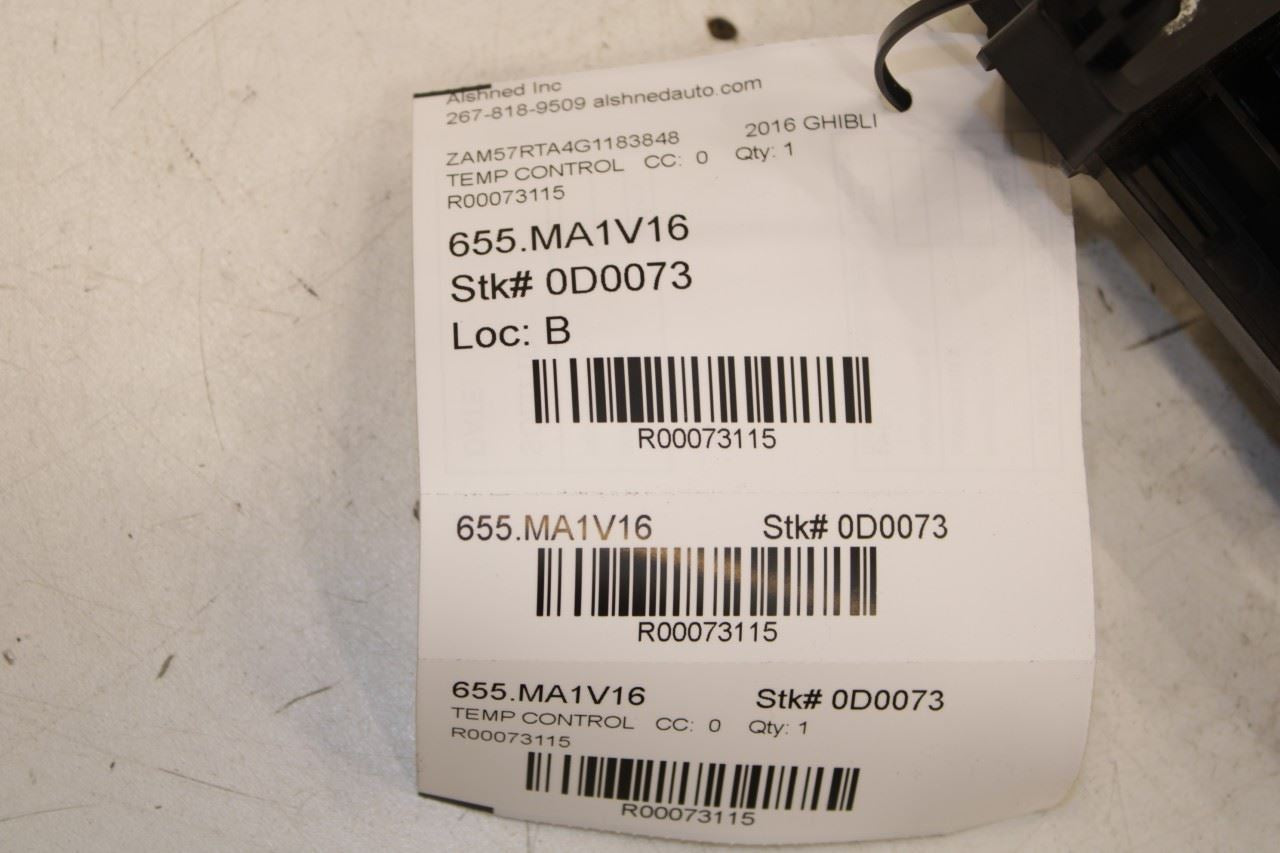 Alshned Inc
267-818-9509 alshnedauto.com
ZAM57RTA4G1183848 2016 GHIBLI
TEMP CONTROL CC: 0 Qty: 1
R00073115
655.MA1V16
Stk# 0D0073
Loc: B
R00073115
655.MA1V16 Stk# 0D0073
R00073115
655.MA1V16 Stk# 0D0073
TEMP CONTROL CC: 0 Qty: 1
R00073115
R00073115